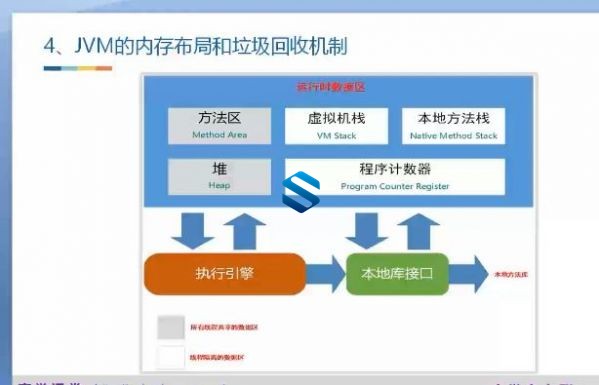 4、JVM的内存布局和垃圾回收机制
运行时数据区
方法区
Method Area
虚拟机栈
VM Stack
本地方法栈
Native Method Stack
堆
Heap
程序计数器
Program Counter Register
执行引擎
本地库接口
本地方法库
所有线程共享的数据区
线程隔离的数据区